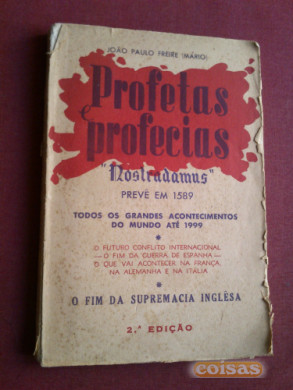 JOÃO PAULO FREIRE (MÁRIO)
Profetas
e
profecias
"Nostradamus"
PREVÊ EM 1589
TODOS OS GRANDES ACONTECIMENTOS
DO MUNDO ATÉ 1999
O FUTURO CONFLITO INTERNACIONAL
— O FIM DA GUERRA DE ESPANHA —
O QUE VAI ACONTECER NA FRANÇA,
NA ALEMANHA E NA ITÁLIA
O FIM DA SUPREMACIA INGLÊSA
2.ª EDIÇÃO
coisas